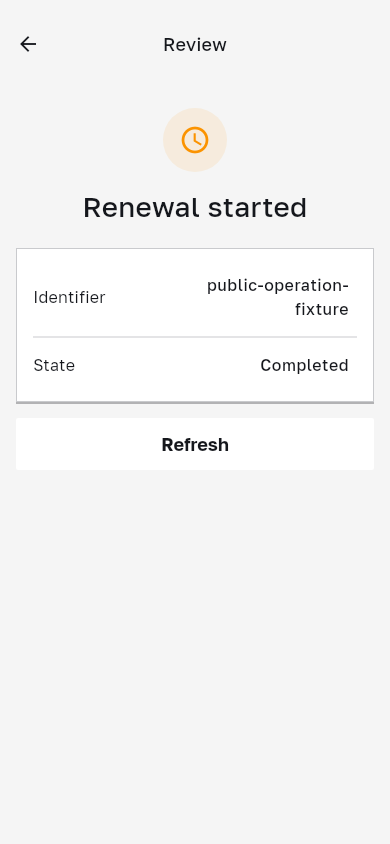 Review
Renewal started
Identifier
public-operation-
fixture
State
Completed
Refresh